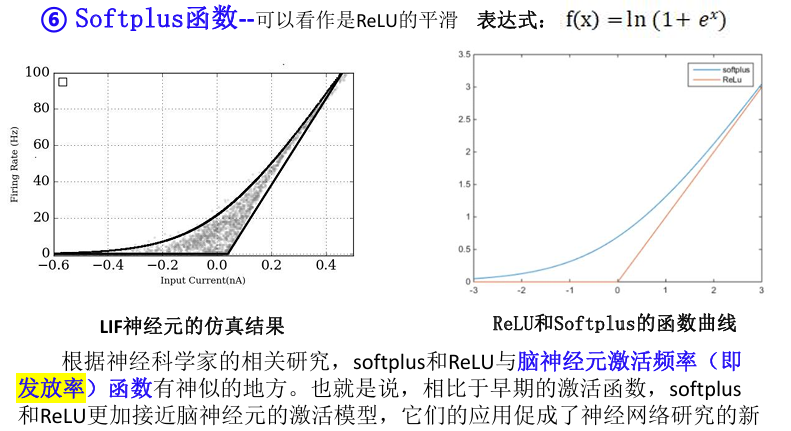 ⑥ Softplus函数--可以看作是ReLU的平滑 表达式： f(x) = ln (1+ e^x)
100
80
60
40
20
0
Firing Rate (Hz)
−0.6 −0.4 −0.2 0.0 0.2 0.4
Input Current(nA)
3.5
3
2.5
2
1.5
1
0.5
0
softplus
ReLu
-3 -2 -1 0 1 2 3
LIF神经元的仿真结果
ReLU和Softplus的函数曲线
根据神经科学家的相关研究，softplus和ReLU与脑神经元激活频率（即
发放率）函数有神似的地方。也就是说，相比于早期的激活函数，softplus
和ReLU更加接近脑神经元的激活模型，它们的应用促成了神经网络研究的新